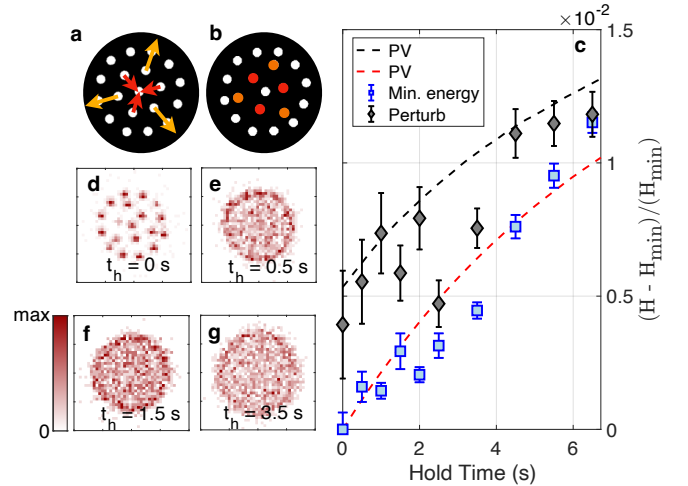 a
b
×10⁻²
1.5
c
PV
PV
Min. energy
Perturb
1
0.5
0
(H - H_min)/(H_min)
0
2
4
6
Hold Time (s)
d
t_h = 0 s
e
t_h = 0.5 s
max
0
f
t_h = 1.5 s
g
t_h = 3.5 s